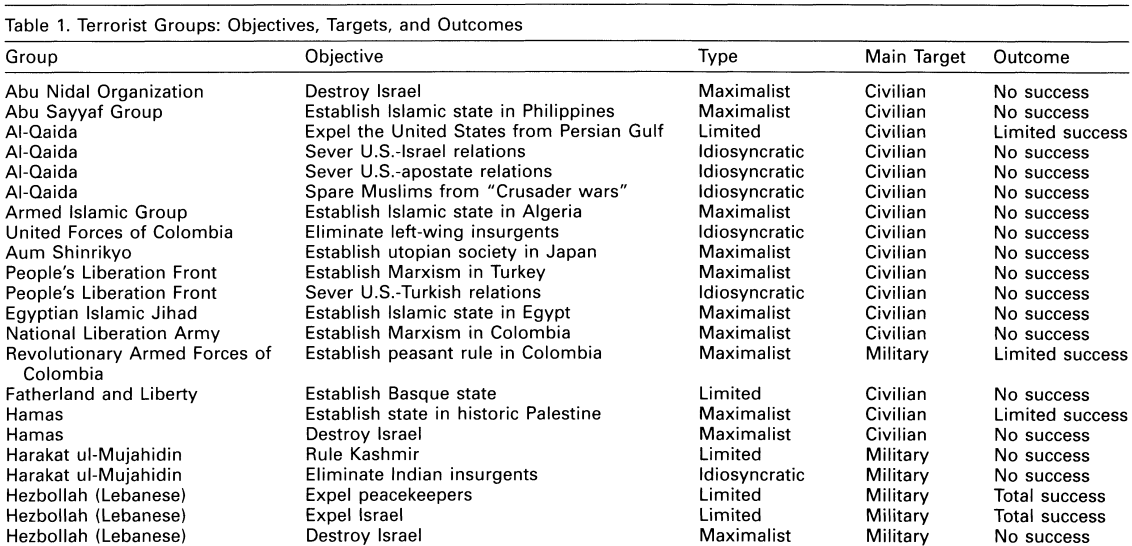 Table 1. Terrorist Groups: Objectives, Targets, and Outcomes
Group Objective Type Main Target Outcome
Abu Nidal Organization Destroy Israel Maximalist Civilian No success
Abu Sayyaf Group Establish Islamic state in Philippines Maximalist Civilian No success
Al-Qaida Expel the United States from Persian Gulf Limited Civilian Limited success
Al-Qaida Sever U.S.-Israel relations Idiosyncratic Civilian No success
Al-Qaida Sever U.S.-apostate relations Idiosyncratic Civilian No success
Al-Qaida Spare Muslims from “Crusader wars” Idiosyncratic Civilian No success
Armed Islamic Group Establish Islamic state in Algeria Maximalist Civilian No success
United Forces of Colombia Eliminate left-wing insurgents Idiosyncratic Civilian No success
Aum Shinrikyo Establish utopian society in Japan Maximalist Civilian No success
People’s Liberation Front Establish Marxism in Turkey Maximalist Civilian No success
People’s Liberation Front Sever U.S.-Turkish relations Idiosyncratic Civilian No success
Egyptian Islamic Jihad Establish Islamic state in Egypt Maximalist Civilian No success
National Liberation Army Establish Marxism in Colombia Maximalist Civilian No success
Revolutionary Armed Forces of Establish peasant rule in Colombia Maximalist Military Limited success
Colombia
Fatherland and Liberty Establish Basque state Limited Civilian No success
Hamas Establish state in historic Palestine Maximalist Civilian Limited success
Hamas Destroy Israel Maximalist Civilian No success
Harakat ul-Mujahidin Rule Kashmir Limited Military No success
Harakat ul-Mujahidin Eliminate Indian insurgents Idiosyncratic Military No success
Hezbollah (Lebanese) Expel peacekeepers Limited Military Total success
Hezbollah (Lebanese) Expel Israel Limited Military Total success
Hezbollah (Lebanese) Destroy Israel Maximalist Military No success